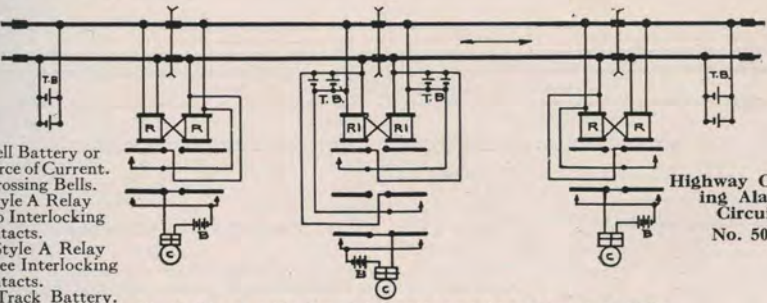 T.B
T.B.
T.B
T.B.
R R
R1 R1
R R
B
C
B
C
B
C
ell Battery or
rce of Current.
rossing Bells.
tyle A Relay
o Interlocking
tacts.
Style A Relay
ee Interlocking
tacts.
Track Battery.
Highway C
ing Ala
Circui
No. 50